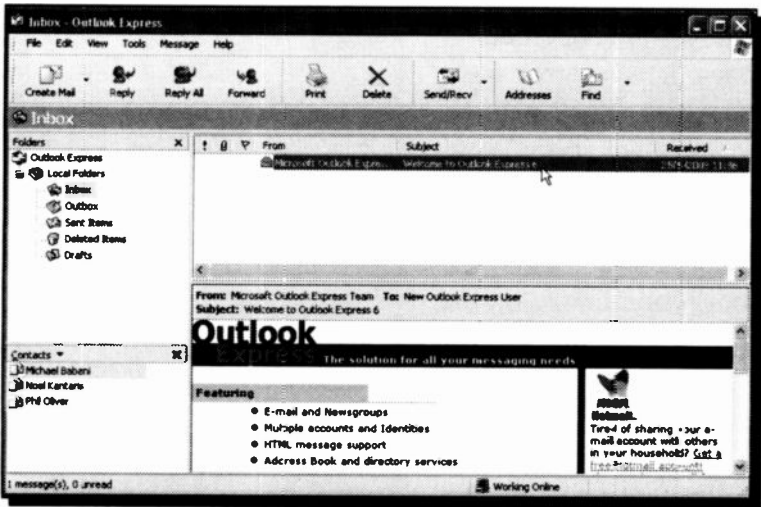 Inbox - Outlook Express
File Edit View Tools Message Help
Create Mail Reply Reply All Forward Print Delete Send/Recv Addresses Find
Inbox
Folders x
! From Subject Received
Outlook Express
Local Folders
Inbox
Outbox
Sent Items
Deleted Items
Drafts
Microsoft Outlook Expre... Welcome to Outlook Express 6
From: Microsoft Outlook Express Team To: New Outlook Express User
Subject: Welcome to Outlook Express 6
Contacts
Michael Babani
Noel Kantaris
Phil Oliver
Outlook
Express
The solution for all your messaging needs
Featuring
E-mail and Newsgroups
Multiple accounts and Identities
HTML message support
Address Book and directory services
Hotmail.
Tired of sharing your e-
mail account with others
in your household? Get a
free Hotmail account!
1 message(s), 0 unread
Working Online